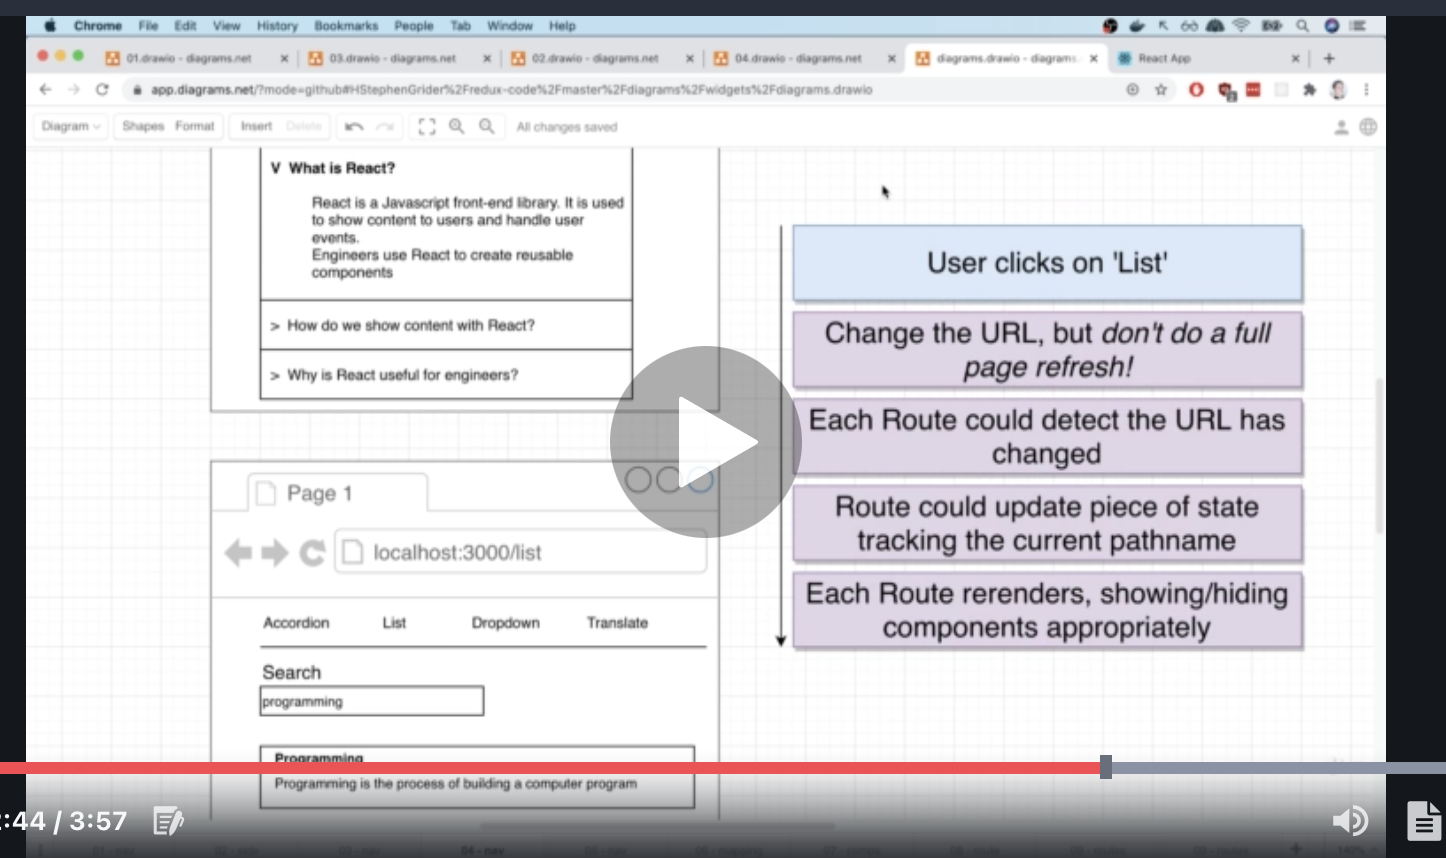 Chrome File Edit View History Bookmarks People Tab Window Help
01.drawio - diagrams.net
03.drawio - diagrams.net
02.drawio - diagrams.net
04.drawio - diagrams.net
diagrams.drawio - diagrams.
React App
app.diagrams.net/?mode=github#HStephenGrider%2Fredux-code%2Fmaster%2Fdiagrams%2Fwidgets%2Fdiagrams.drawio
Diagram Shapes Format Insert Delete All changes saved
V What is React?
React is a Javascript front-end library. It is used
to show content to users and handle user
events.
Engineers use React to create reusable
components
> How do we show content with React?
> Why is React useful for engineers?
Page 1
localhost:3000/list
Accordion List Dropdown Translate
Search
programming
Programming
Programming is the process of building a computer program
User clicks on 'List'
Change the URL, but don't do a full
page refresh!
Each Route could detect the URL has
changed
Route could update piece of state
tracking the current pathname
Each Route rerenders, showing/hiding
components appropriately
:44 / 3:57
04 - nav
140%